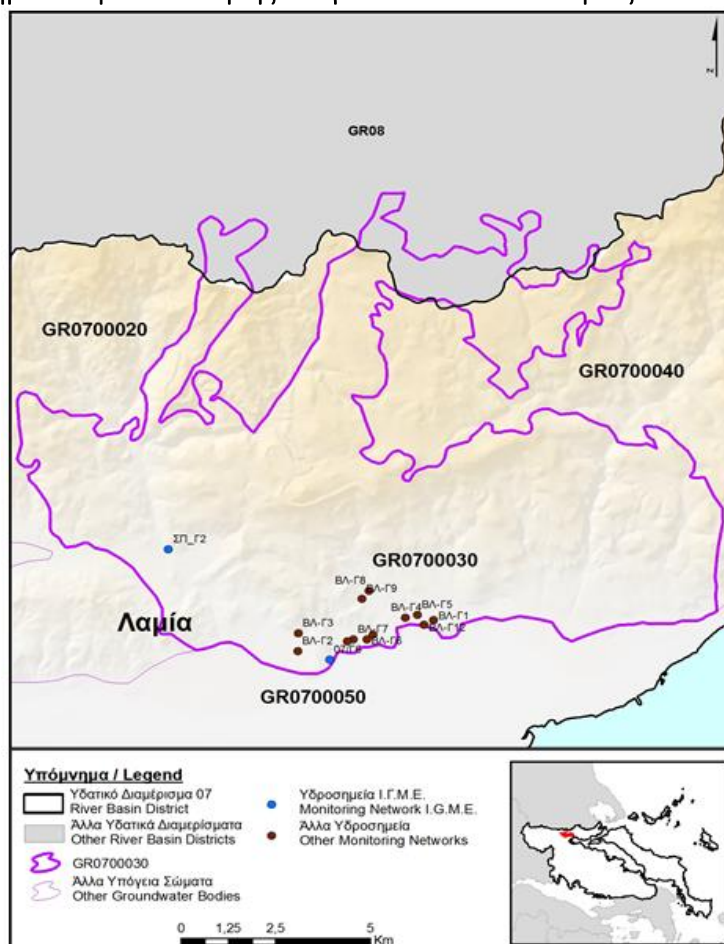 GR08
N
GR0700020
GR0700040
ΣΠ_Γ2
GR0700030
ΒΛ-Γ8
ΒΛ-Γ9
Λαμία
ΒΛ-Γ4
ΒΛ-Γ5
ΒΛ-Γ3
ΒΛ-Γ7
ΒΛ-Γ1
ΒΛ-Γ12
ΒΛ-Γ2
ΒΛ-Γ6
GR0700050
Υπόμνημα / Legend
Υδατικό Διαμέρισμα 07
River Basin District
Άλλα Υδατικά Διαμερίσματα
Other River Basin Districts
GR0700030
Άλλα Υπόγεια Σώματα
Other Groundwater Bodies
Υδροσημεία Ι.Γ.Μ.Ε.
Monitoring Network I.G.M.E.
Άλλα Υδροσημεία
Other Monitoring Networks
0 1,25 2,5 5
Km